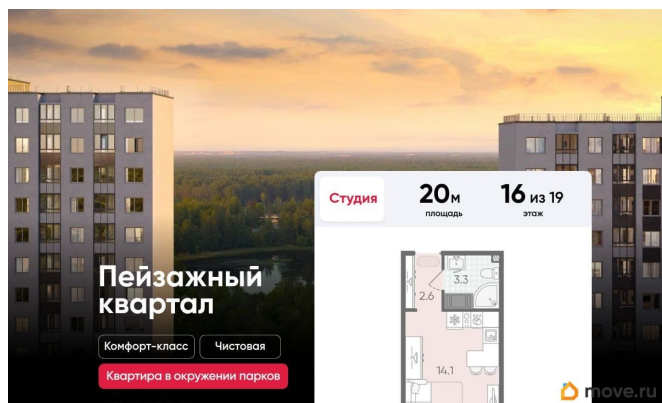 Студия
20м
площадь
16 из 19
этаж
3.3
2.6
14.1
Пейзажный
квартал
Комфорт-класс
Чистовая
Квартира в окружении парков
move.ru